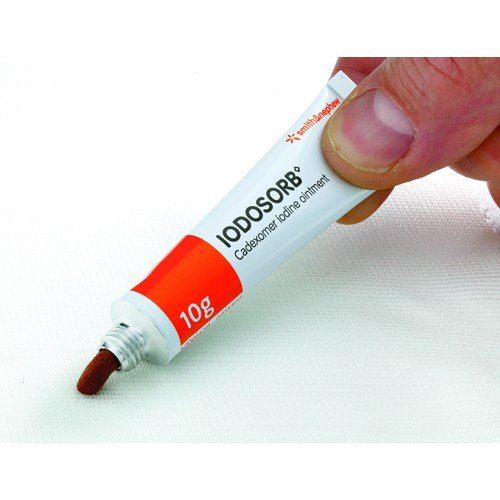 smith&nephew
IODOSORB◊
Cadexomer iodine ointment
10g